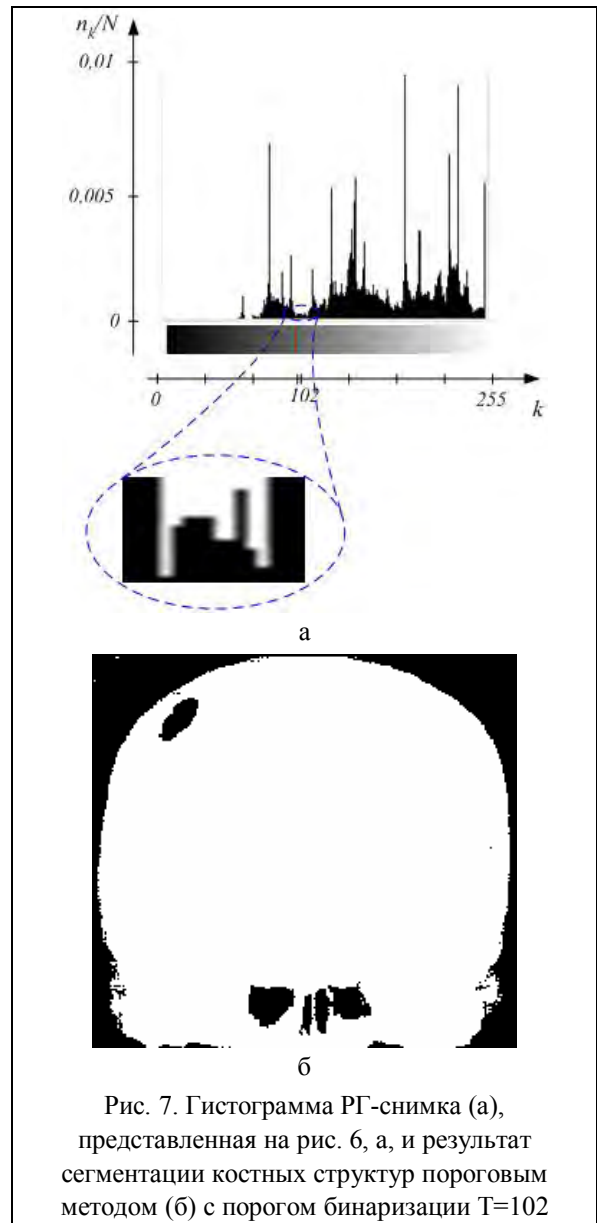 n_k/N
0,01
0,005
0
0 102 255
k
а
б
Рис. 7. Гистограмма РГ-снимка (а),
представленная на рис. 6, а, и результат
сегментации костных структур пороговым
методом (б) с порогом бинаризации Т=102